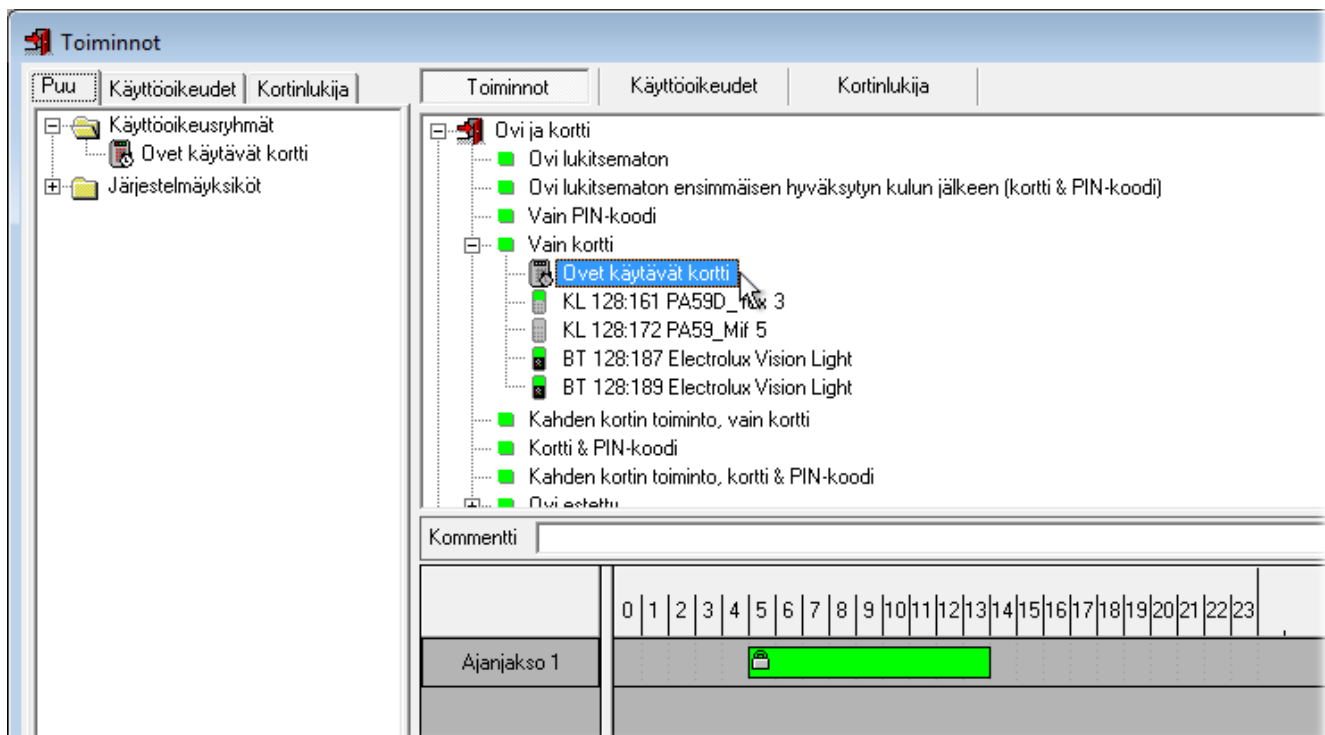 Toiminnot
Puu Käyttöoikeudet Kortinlukija
Käyttöoikeusryhmät
Ovet käytävät kortti
Järjestelmäyksiköt
Toiminnot Käyttöoikeudet Kortinlukija
Ovi ja kortti
Ovi lukitsematon
Ovi lukitsematon ensimmäisen hyväksytyn kulun jälkeen (kortti & PIN-koodi)
Vain PIN-koodi
Vain kortti
Ovet käytävät kortti
KL 128:161 PA59D_ 3
KL 128:172 PA59_Mif 5
BT 128:187 Electrolux Vision Light
BT 128:189 Electrolux Vision Light
Kahden kortin toiminto, vain kortti
Kortti & PIN-koodi
Kahden kortin toiminto, kortti & PIN-koodi
Ovi estetty
Kommentti
0 1 2 3 4 5 6 7 8 9 10 11 12 13 14 15 16 17 18 19 20 21 22 23
Ajanjakso 1